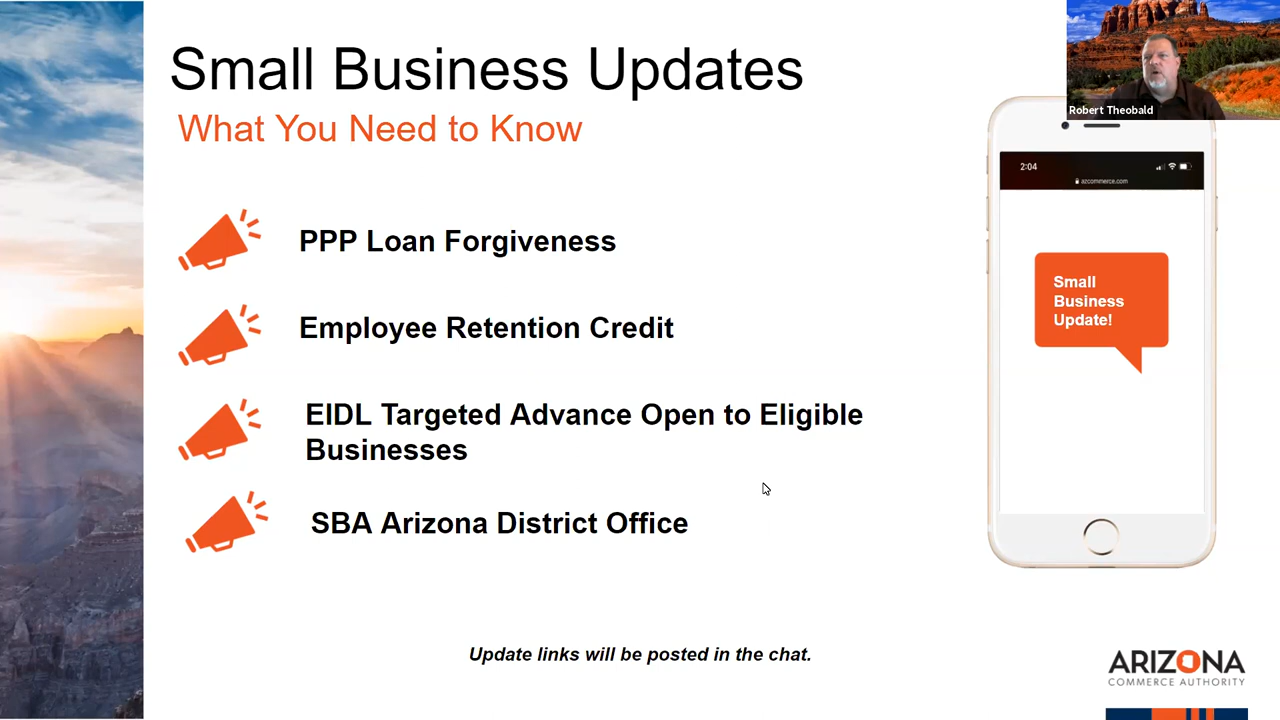 Small Business Updates
What You Need to Know
Robert Theobald
2:04
azcommerce.com
PPP Loan Forgiveness
Small
Business
Update!
Employee Retention Credit
EIDL Targeted Advance Open to Eligible
Businesses
SBA Arizona District Office
Update links will be posted in the chat.
ARIZONA
COMMERCE AUTHORITY